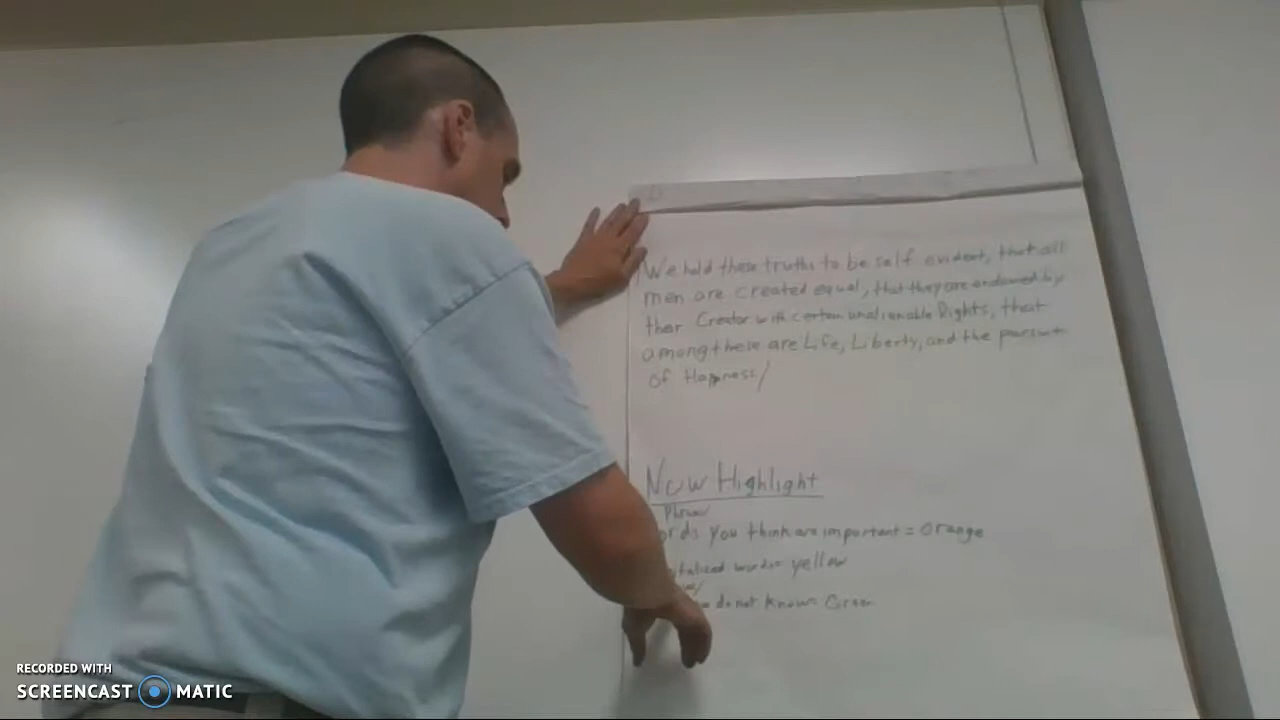 We hold these truths to be self evident, that all
men are created equal, that they are endowed by
ther Creator with certain unalienable Rights, that
among these are Life, Liberty, and the pursuit
of Happiness/
Now Highlight
Phrases/
ords you think are important = Orange
italized words= yellow
do not know= Green
RECORDED WITH
SCREENCAST MATIC